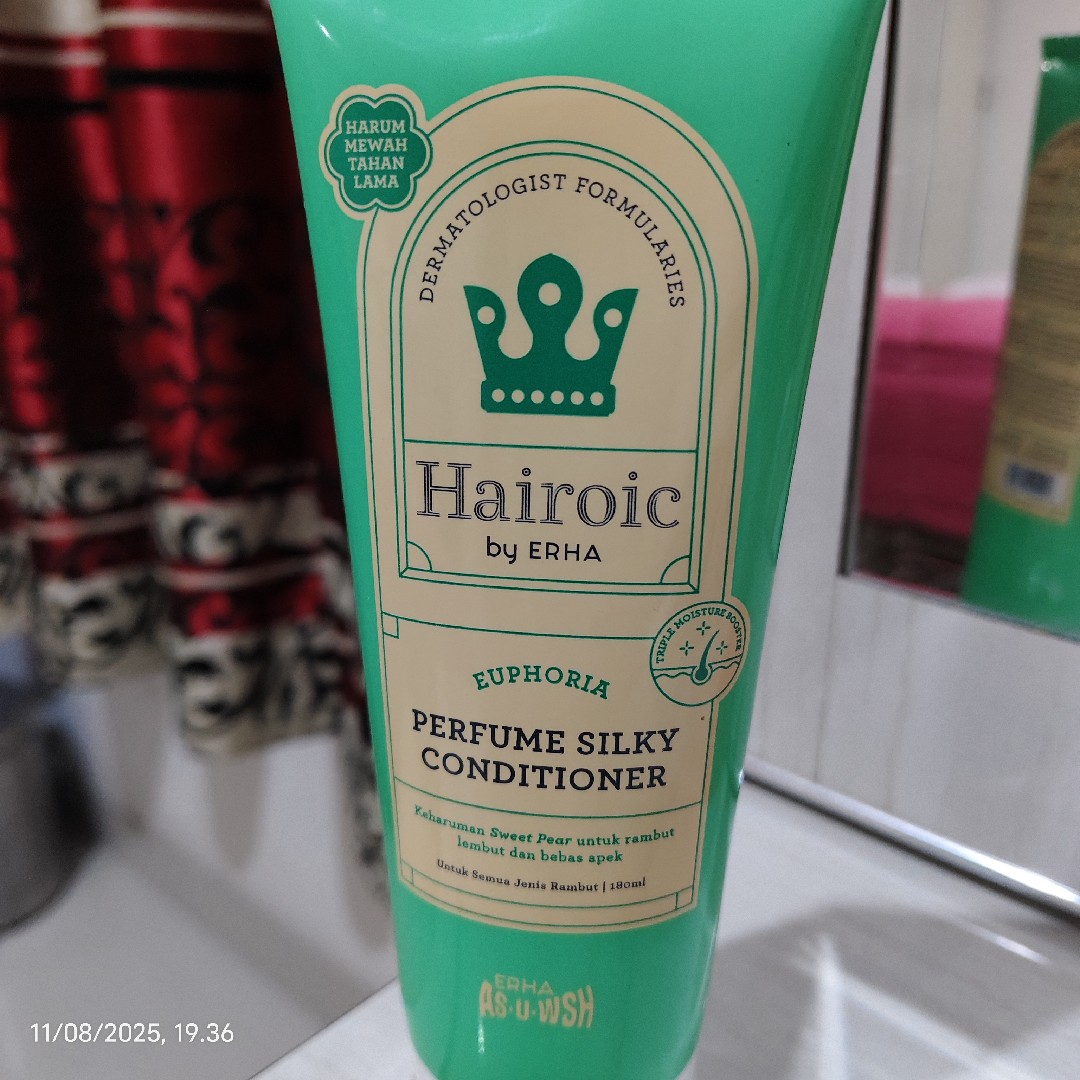 HARUM
MEWAH
TAHAN
LAMA
DERMATOLOGIST FORMULARIES
Hairoic
by ERHA
TRIPLE MOISTURE BOOSTER
EUPHORIA
PERFUME SILKY
CONDITIONER
Keharuman Sweet Pear untuk rambut
lembut dan bebas apek
Untuk Semua Jenis Rambut | 180ml
ERHA
AS·U·WSH
11/08/2025, 19.36